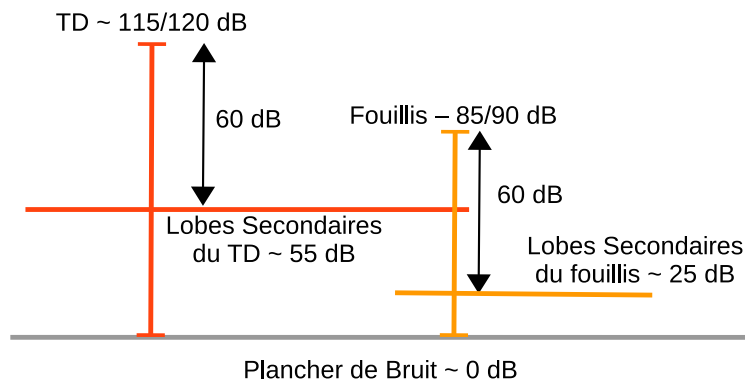 TD ~ 115/120 dB
60 dB
Fouillis – 85/90 dB
60 dB
Lobes Secondaires
du TD ~ 55 dB
Lobes Secondaires
du fouillis ~ 25 dB
Plancher de Bruit ~ 0 dB